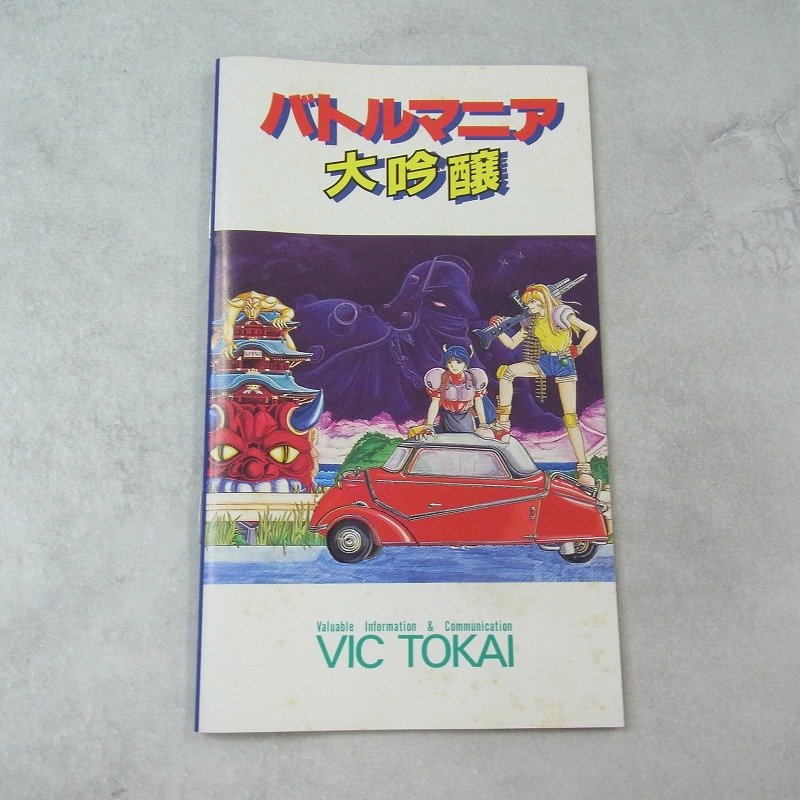 バトルマニア
大吟醸
Valuable Information & Communication
VIC TOKAI